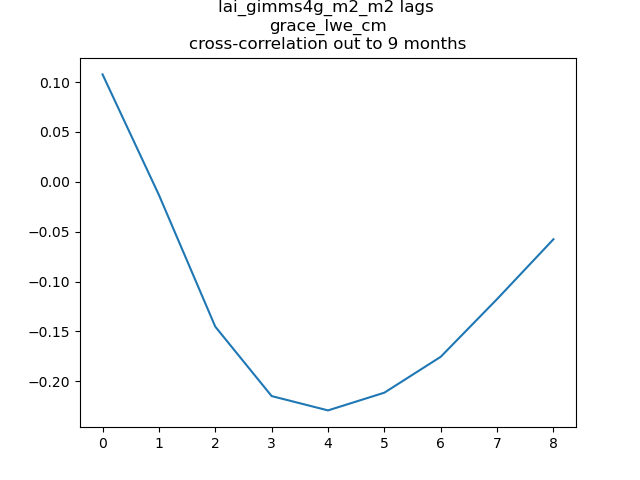 lai_gimms4g_m2_m2 lags
grace_lwe_cm
cross-correlation out to 9 months
0.10
0.05
0.00
−0.05
−0.10
−0.15
−0.20
0 1 2 3 4 5 6 7 8